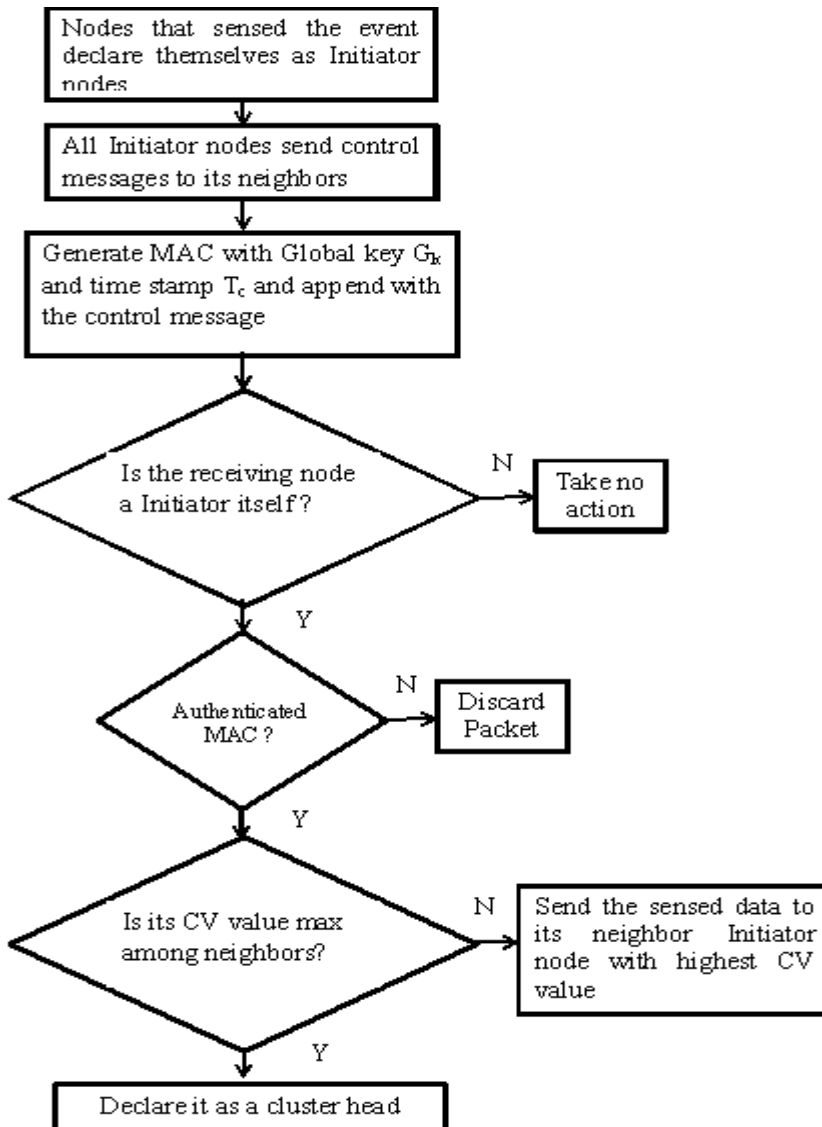 Nodes that sensed the event
declare themselves as Initiator
nodes
All Initiator nodes send control
messages to its neighbors
Generate MAC with Global key Gk
and time stamp Tc and append with
the control message
Is the receiving node
a Initiator itself?
N
Take no
action
Y
Authenticated
MAC ?
N
Discard
Packet
Y
Is its CV value max
among neighbors?
N
Send the sensed data to
its neighbor Initiator
node with highest CV
value
Y
Declare it as a cluster head